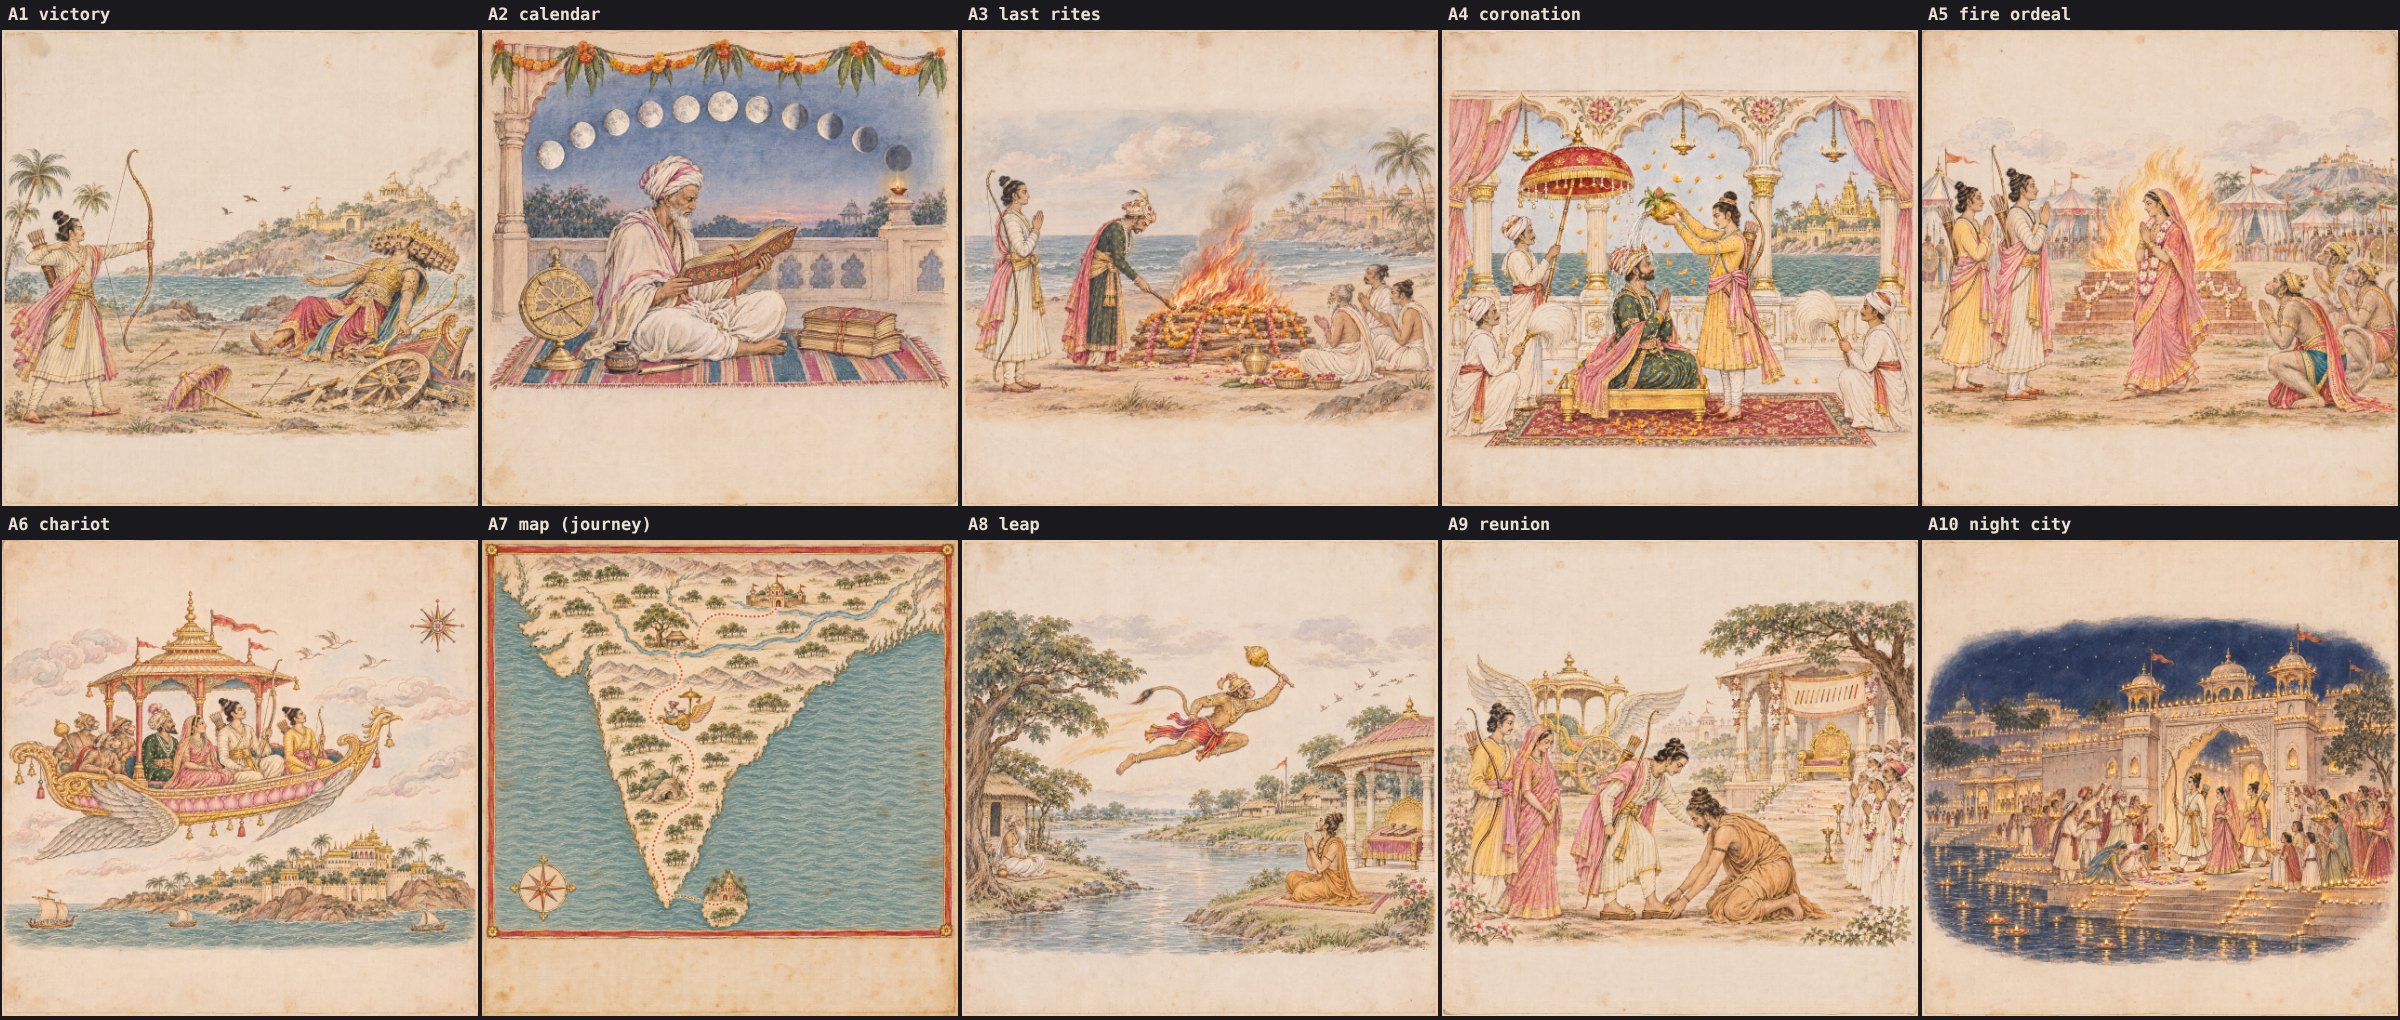 A1 victory
A2 calendar
A3 last rites
A4 coronation
A5 fire ordeal
A6 chariot
A7 map (journey)
A8 leap
A9 reunion
A10 night city